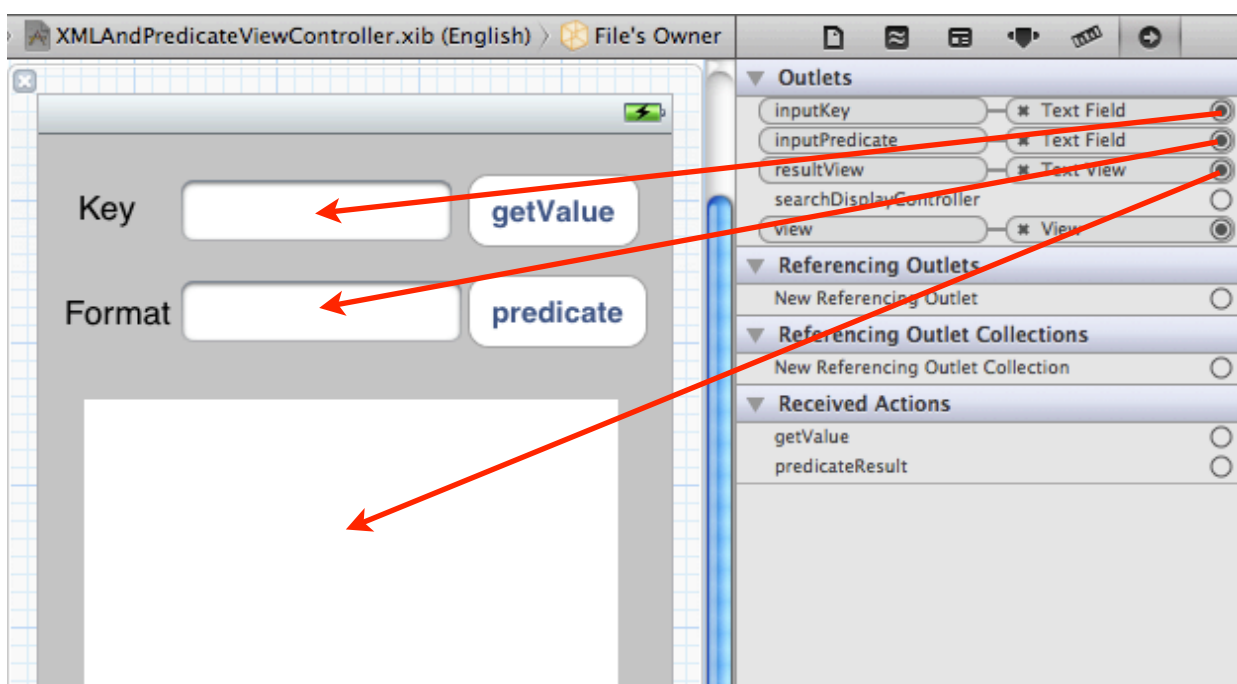 XMLAndPredicateViewController.xib (English) File's Owner
Outlets
inputKey Text Field
inputPredicate Text Field
resultView Text View
searchDisplayController
view View
Referencing Outlets
New Referencing Outlet
Referencing Outlet Collections
New Referencing Outlet Collection
Received Actions
getValue
predicateResult
Key getValue
Format predicate